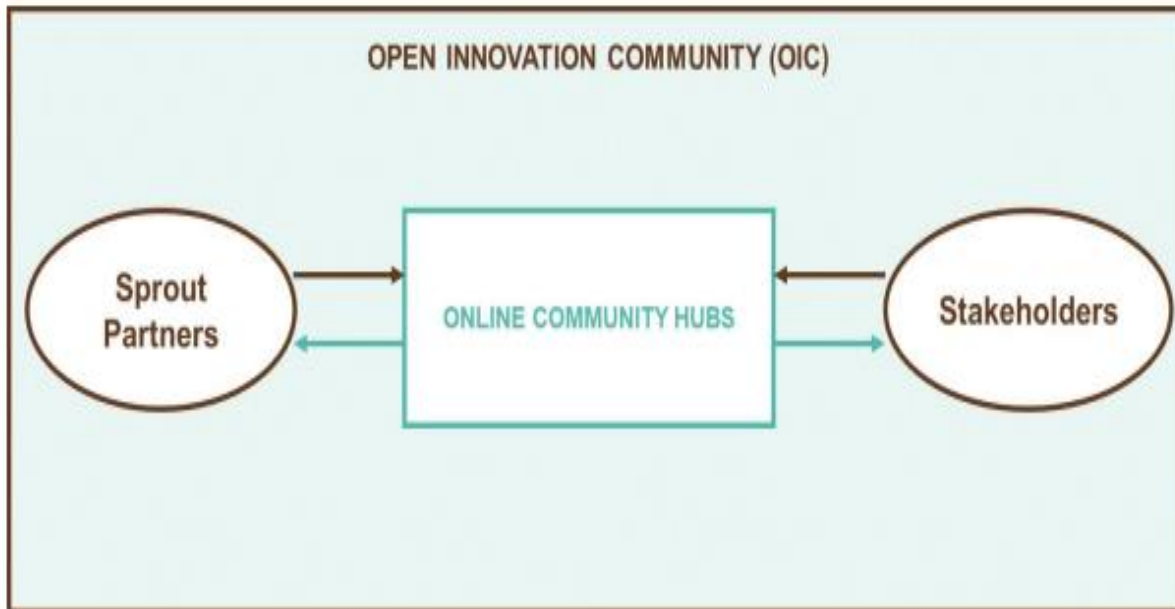 OPEN INNOVATION COMMUNITY (OIC)
Sprout
Partners
ONLINE COMMUNITY HUBS
Stakeholders